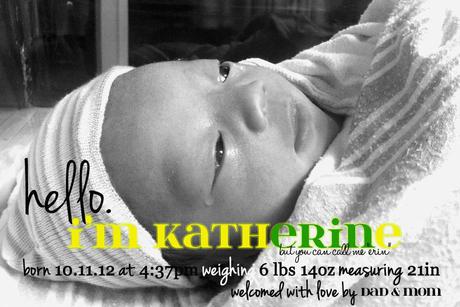 hello.
i'm KATHERINE
but you can call me erin
born 10.11.12 at 4:37pm weighing 6 lbs 14oz measuring 21in
welcomed with love by DAD & MOM